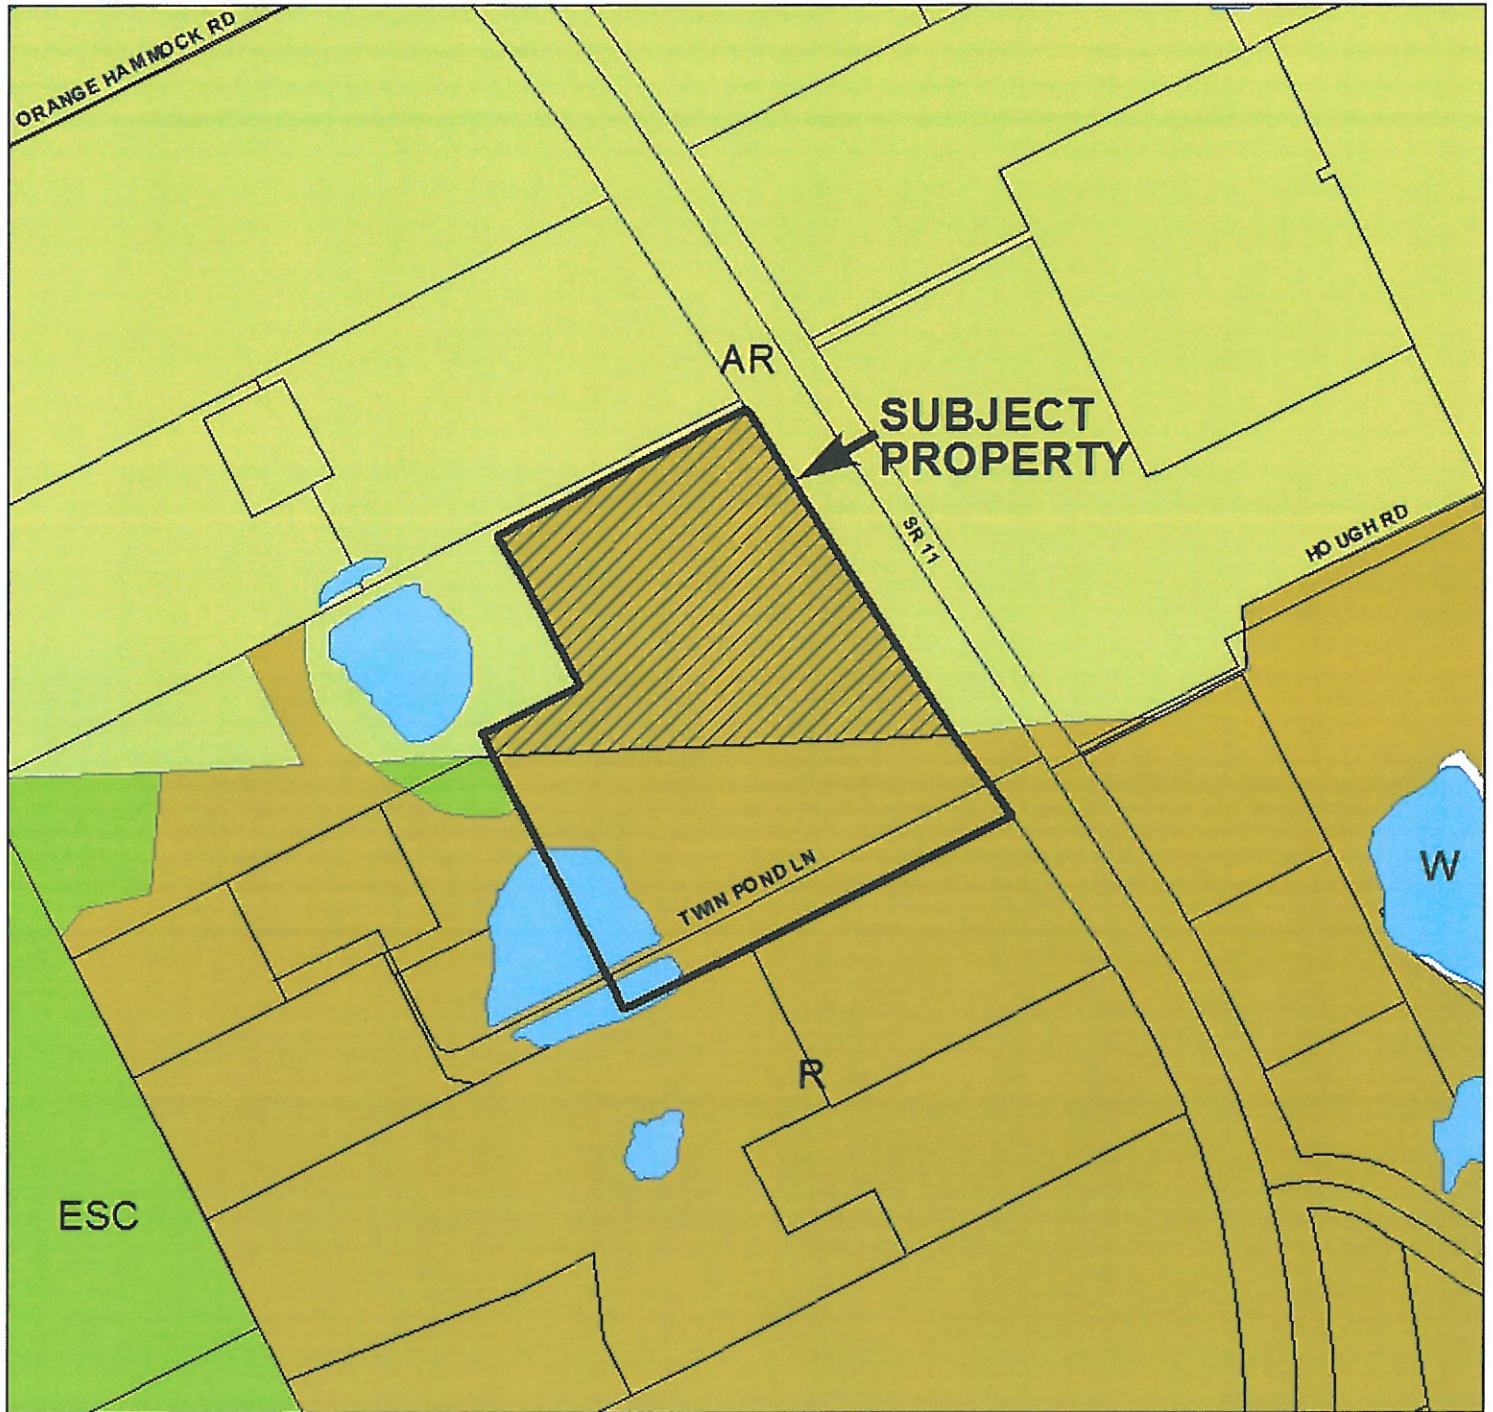 ORANGE HAMMOCK RD
AR
SUBJECT
PROPERTY
SR 11
HOUGH RD
TWIN POND LN
W
R
ESC